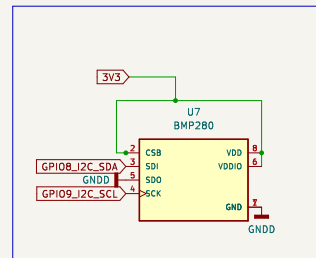 3V3
U7
BMP280
2 CSB VDD 8
GPIO8_I2C_SDA 3 SDI VDDIO 6
GNDD 5 SDO
GPIO9_I2C_SCL 4 SCK GND
GNDD